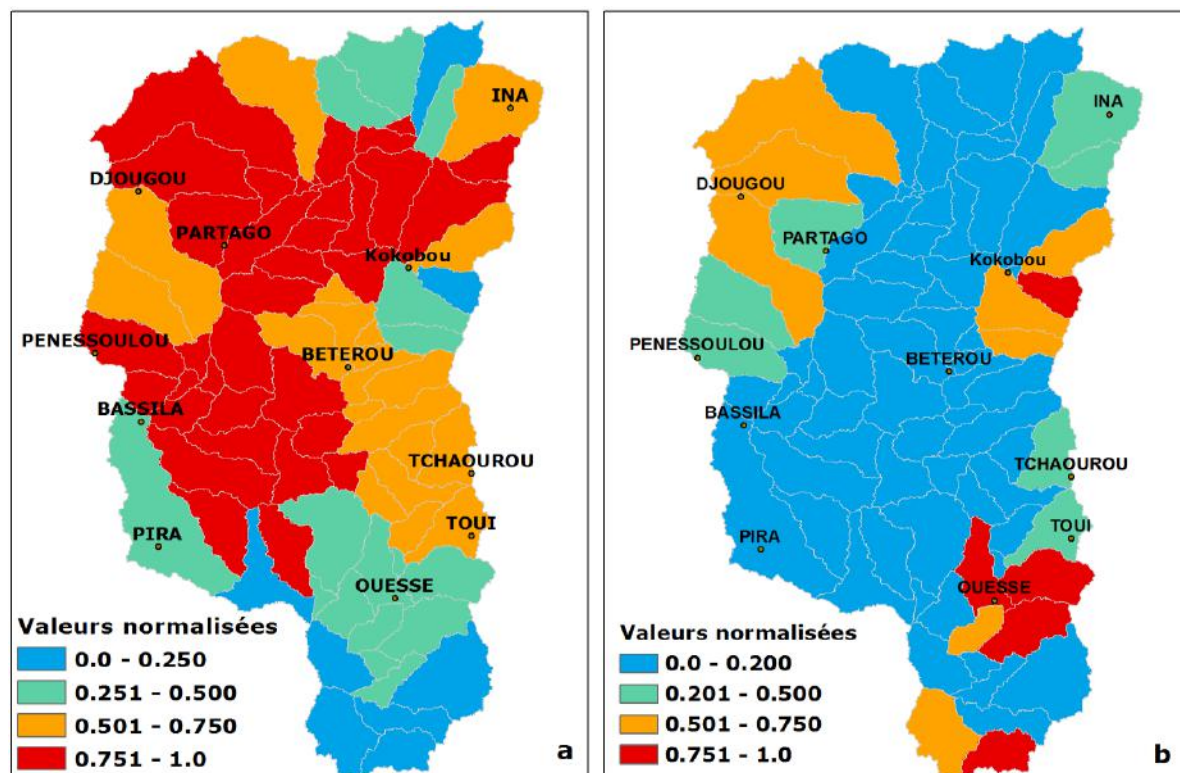 INA
DJOUGOU
PARTAGO
Kokobou
PENESSOULOU
BETEROU
BASSILA
TCHAOUROU
TOUI
PIRA
OUESSE
Valeurs normalisées
0.0 - 0.250
0.251 - 0.500
0.501 - 0.750
0.751 - 1.0
a
INA
DJOUGOU
PARTAGO
Kokobou
PENESSOULOU
BETEROU
BASSILA
TCHAOUROU
TOUI
PIRA
OUESSE
Valeurs normalisées
0.0 - 0.200
0.201 - 0.500
0.501 - 0.750
0.751 - 1.0
b